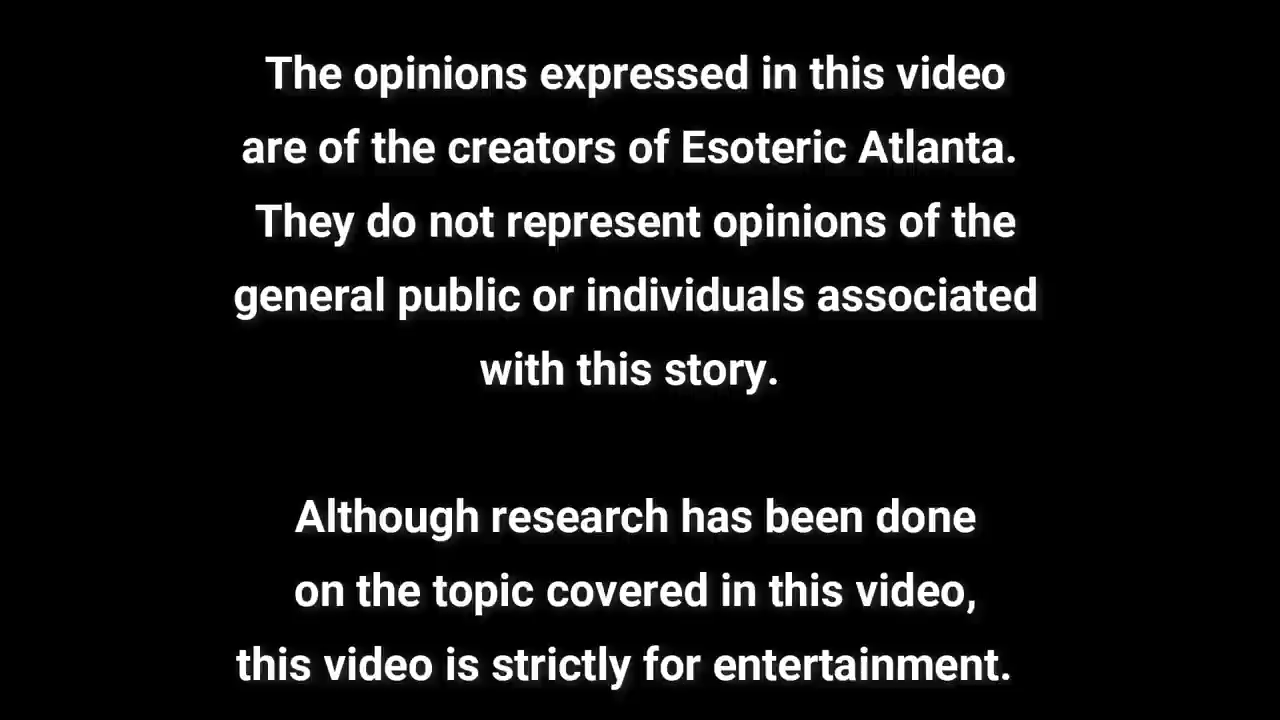 The opinions expressed in this video
are of the creators of Esoteric Atlanta.
They do not represent opinions of the
general public or individuals associated
with this story.
Although research has been done
on the topic covered in this video,
this video is strictly for entertainment.